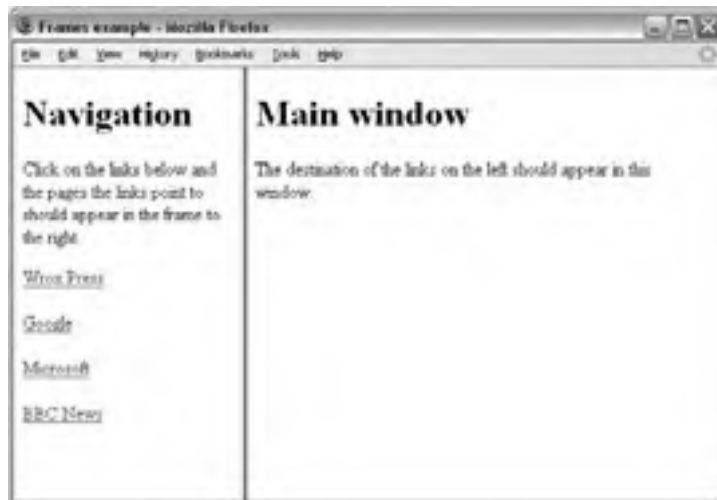 Frames example - Mozilla Firefox
File Edit View History Bookmarks Tools Help
Navigation
Click on the links below and
the pages the links point to
should appear in the frame to
the right.
Wrox Press
Google
Microsoft
BBC News
Main window
The destination of the links on the left should appear in this
window.